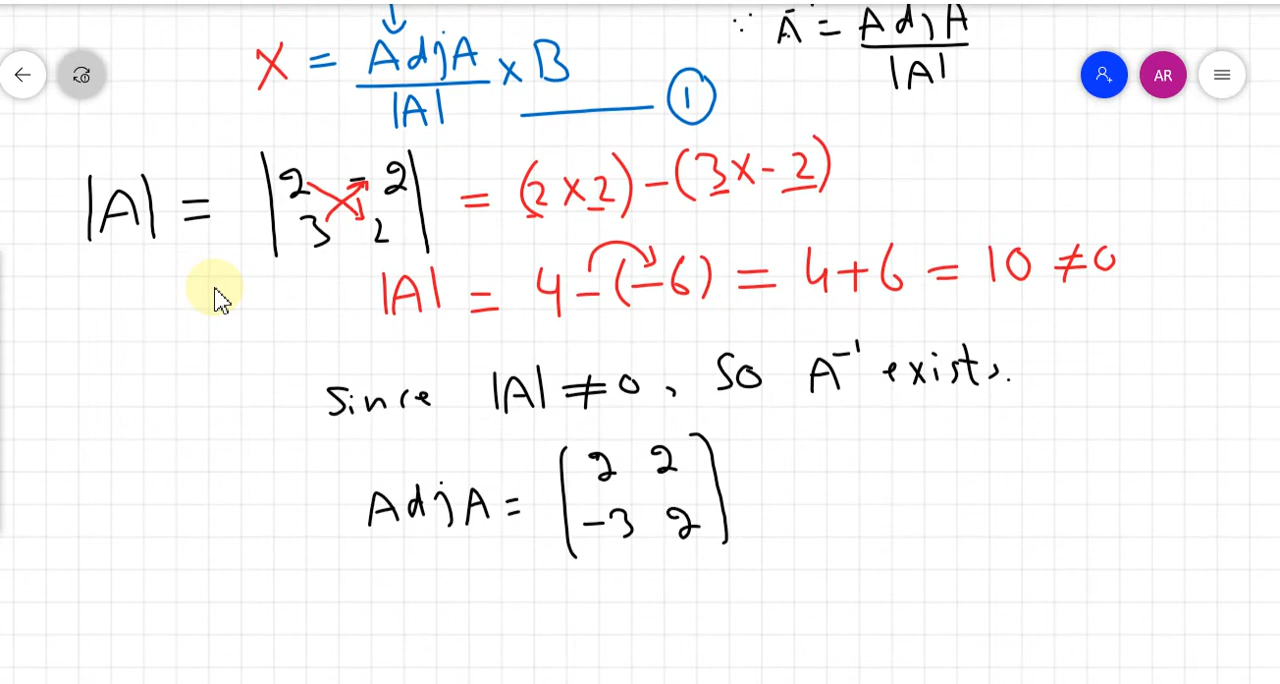 ∵ Ā = AdjA / |A|
X = AdjA / |A| × B ——— ①
AR
|A| = |2 -2; 3 2| = (2×2)-(3×-2)
|A| = 4-(-6) = 4+6 = 10 ≠0
Since |A| ≠ 0, So A⁻¹ exists.
AdjA = (2 2; -3 2)